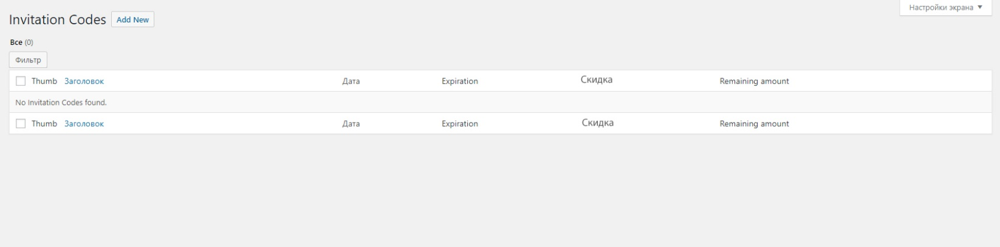 Настройки экрана
Invitation Codes Add New
Все (0)
Фильтр
Thumb Заголовок Дата Expiration Скидка Remaining amount
No Invitation Codes found.
Thumb Заголовок Дата Expiration Скидка Remaining amount